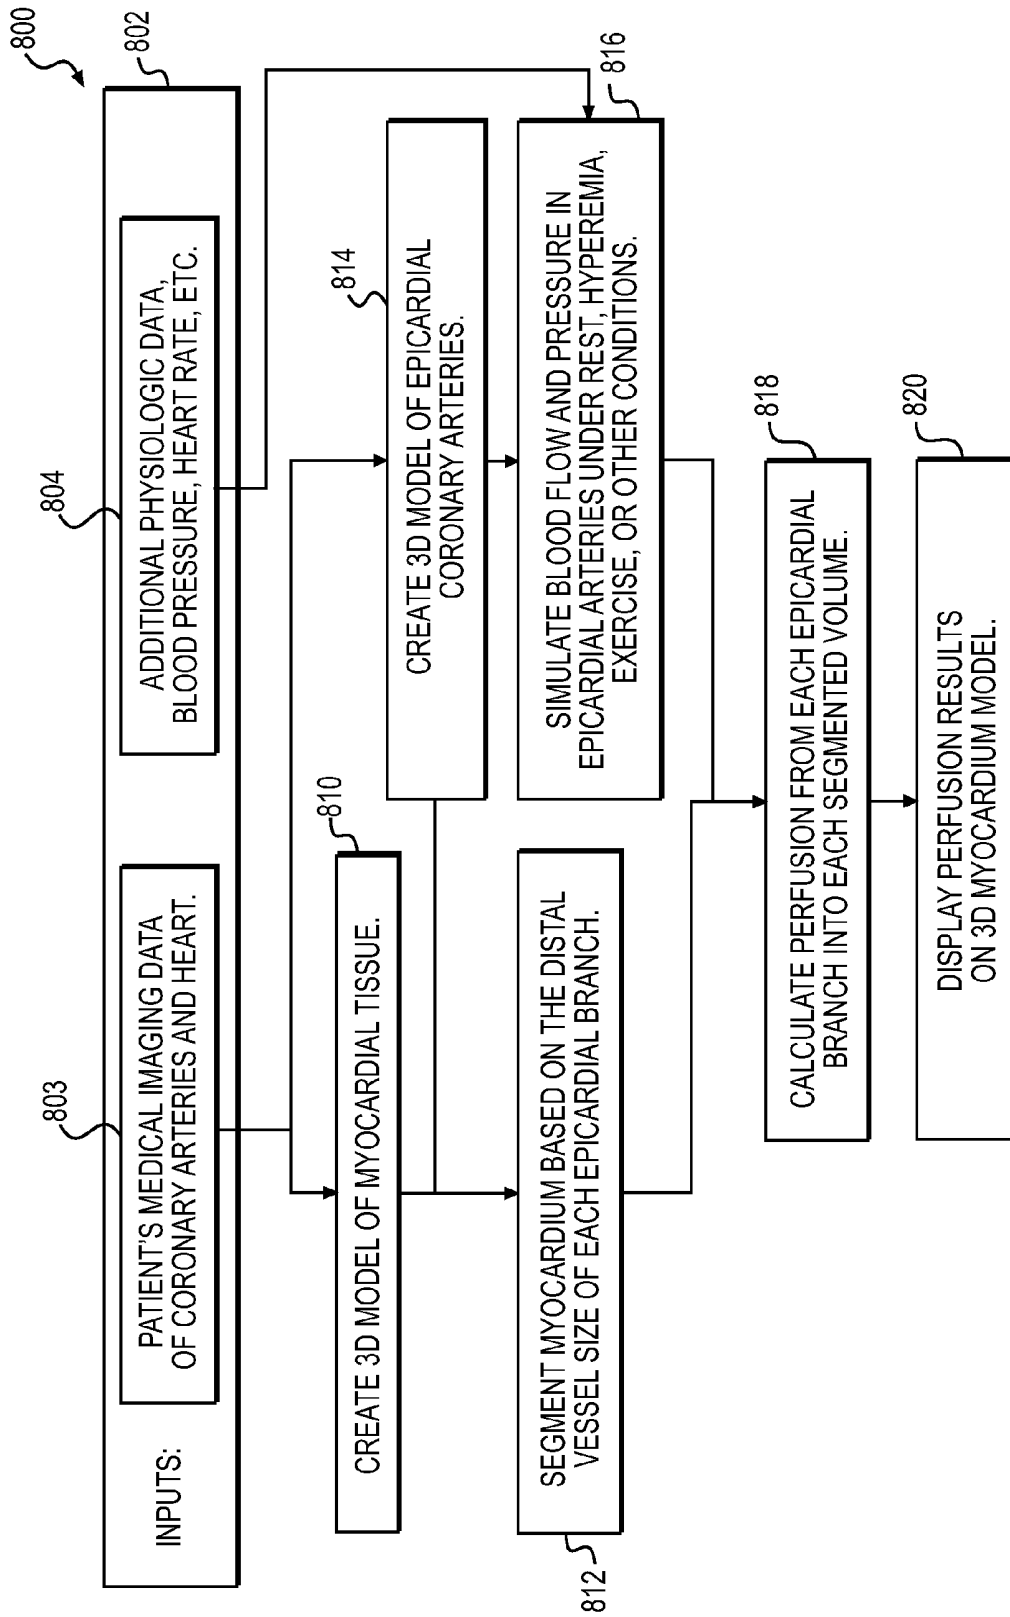 800
802
INPUTS:
803
PATIENT'S MEDICAL IMAGING DATA
OF CORONARY ARTERIES AND HEART.
804
ADDITIONAL PHYSIOLOGIC DATA,
BLOOD PRESSURE, HEART RATE, ETC.
810
CREATE 3D MODEL OF MYOCARDIAL TISSUE.
814
CREATE 3D MODEL OF EPICARDIAL
CORONARY ARTERIES.
812
SEGMENT MYOCARDIUM BASED ON THE DISTAL
VESSEL SIZE OF EACH EPICARDIAL BRANCH.
816
SIMULATE BLOOD FLOW AND PRESSURE IN
EPICARDIAL ARTERIES UNDER REST, HYPEREMIA,
EXERCISE, OR OTHER CONDITIONS.
818
CALCULATE PERFUSION FROM EACH EPICARDIAL
BRANCH INTO EACH SEGMENTED VOLUME.
820
DISPLAY PERFUSION RESULTS
ON 3D MYOCARDIUM MODEL.